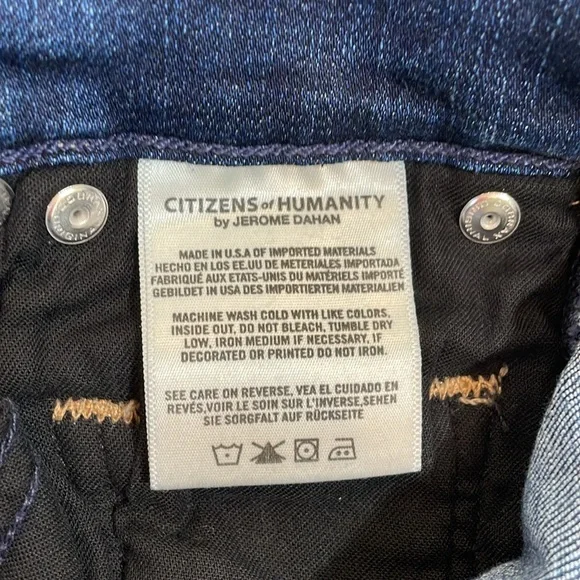 CITIZENS of HUMANITY
by JEROME DAHAN
MADE IN U.S.A OF IMPORTED MATERIALS
HECHO EN LOS EE.UU DE METERIALES IMPORTADA
FABRIQUÉ AUX ETATS-UNIS DU MATÉRIELS IMPORTÉ
GEBILDET IN USA DES IMPORTIERTEN MATERIALIEN
MACHINE WASH COLD WITH LIKE COLORS,
INSIDE OUT, DO NOT BLEACH, TUMBLE DRY
LOW, IRON MEDIUM IF NECESSARY, IF
DECORATED OR PRINTED DO NOT IRON.
SEE CARE ON REVERSE, VEA EL CUIDADO EN
REVÉS,VOIR LE SOIN SUR L'INVERSE,SEHEN
SIE SORGFALT AUF RÜCKSEITE